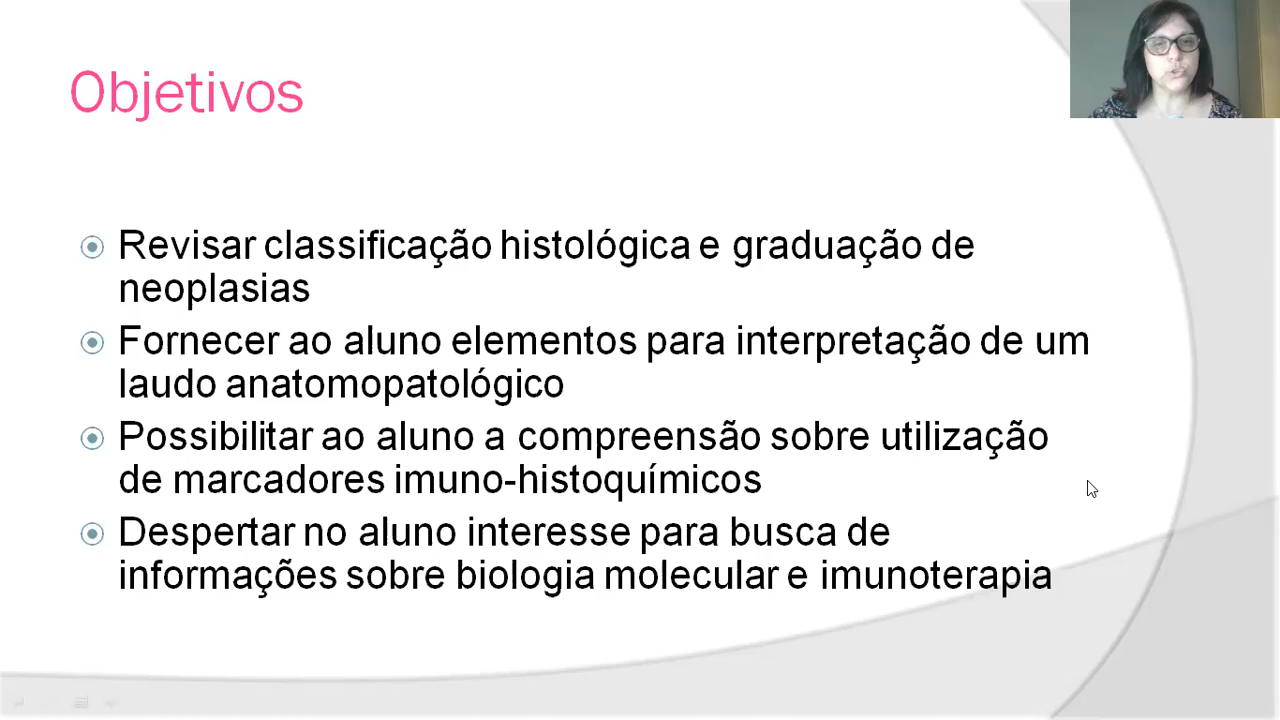 Objetivos
Revisar classificação histológica e graduação de
neoplasias
Fornecer ao aluno elementos para interpretação de um
laudo anatomopatológico
Possibilitar ao aluno a compreensão sobre utilização
de marcadores imuno-histoquímicos
Despertar no aluno interesse para busca de
informações sobre biologia molecular e imunoterapia